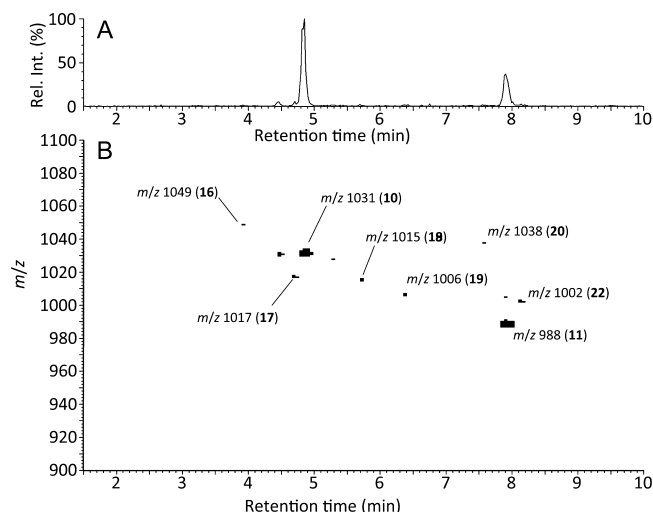 A
Rel. Int. (%)
100
50
0
2 3 4 5 6 7 8 9 10
Retention time (min)
B
m/z
1100
1080
1060
1040
1020
1000
980
960
940
920
900
m/z 1049 (16)
m/z 1031 (10)
m/z 1015 (18)
m/z 1038 (20)
m/z 1006 (19)
m/z 1002 (22)
m/z 1017 (17)
m/z 988 (11)
2 3 4 5 6 7 8 9 10
Retention time (min)